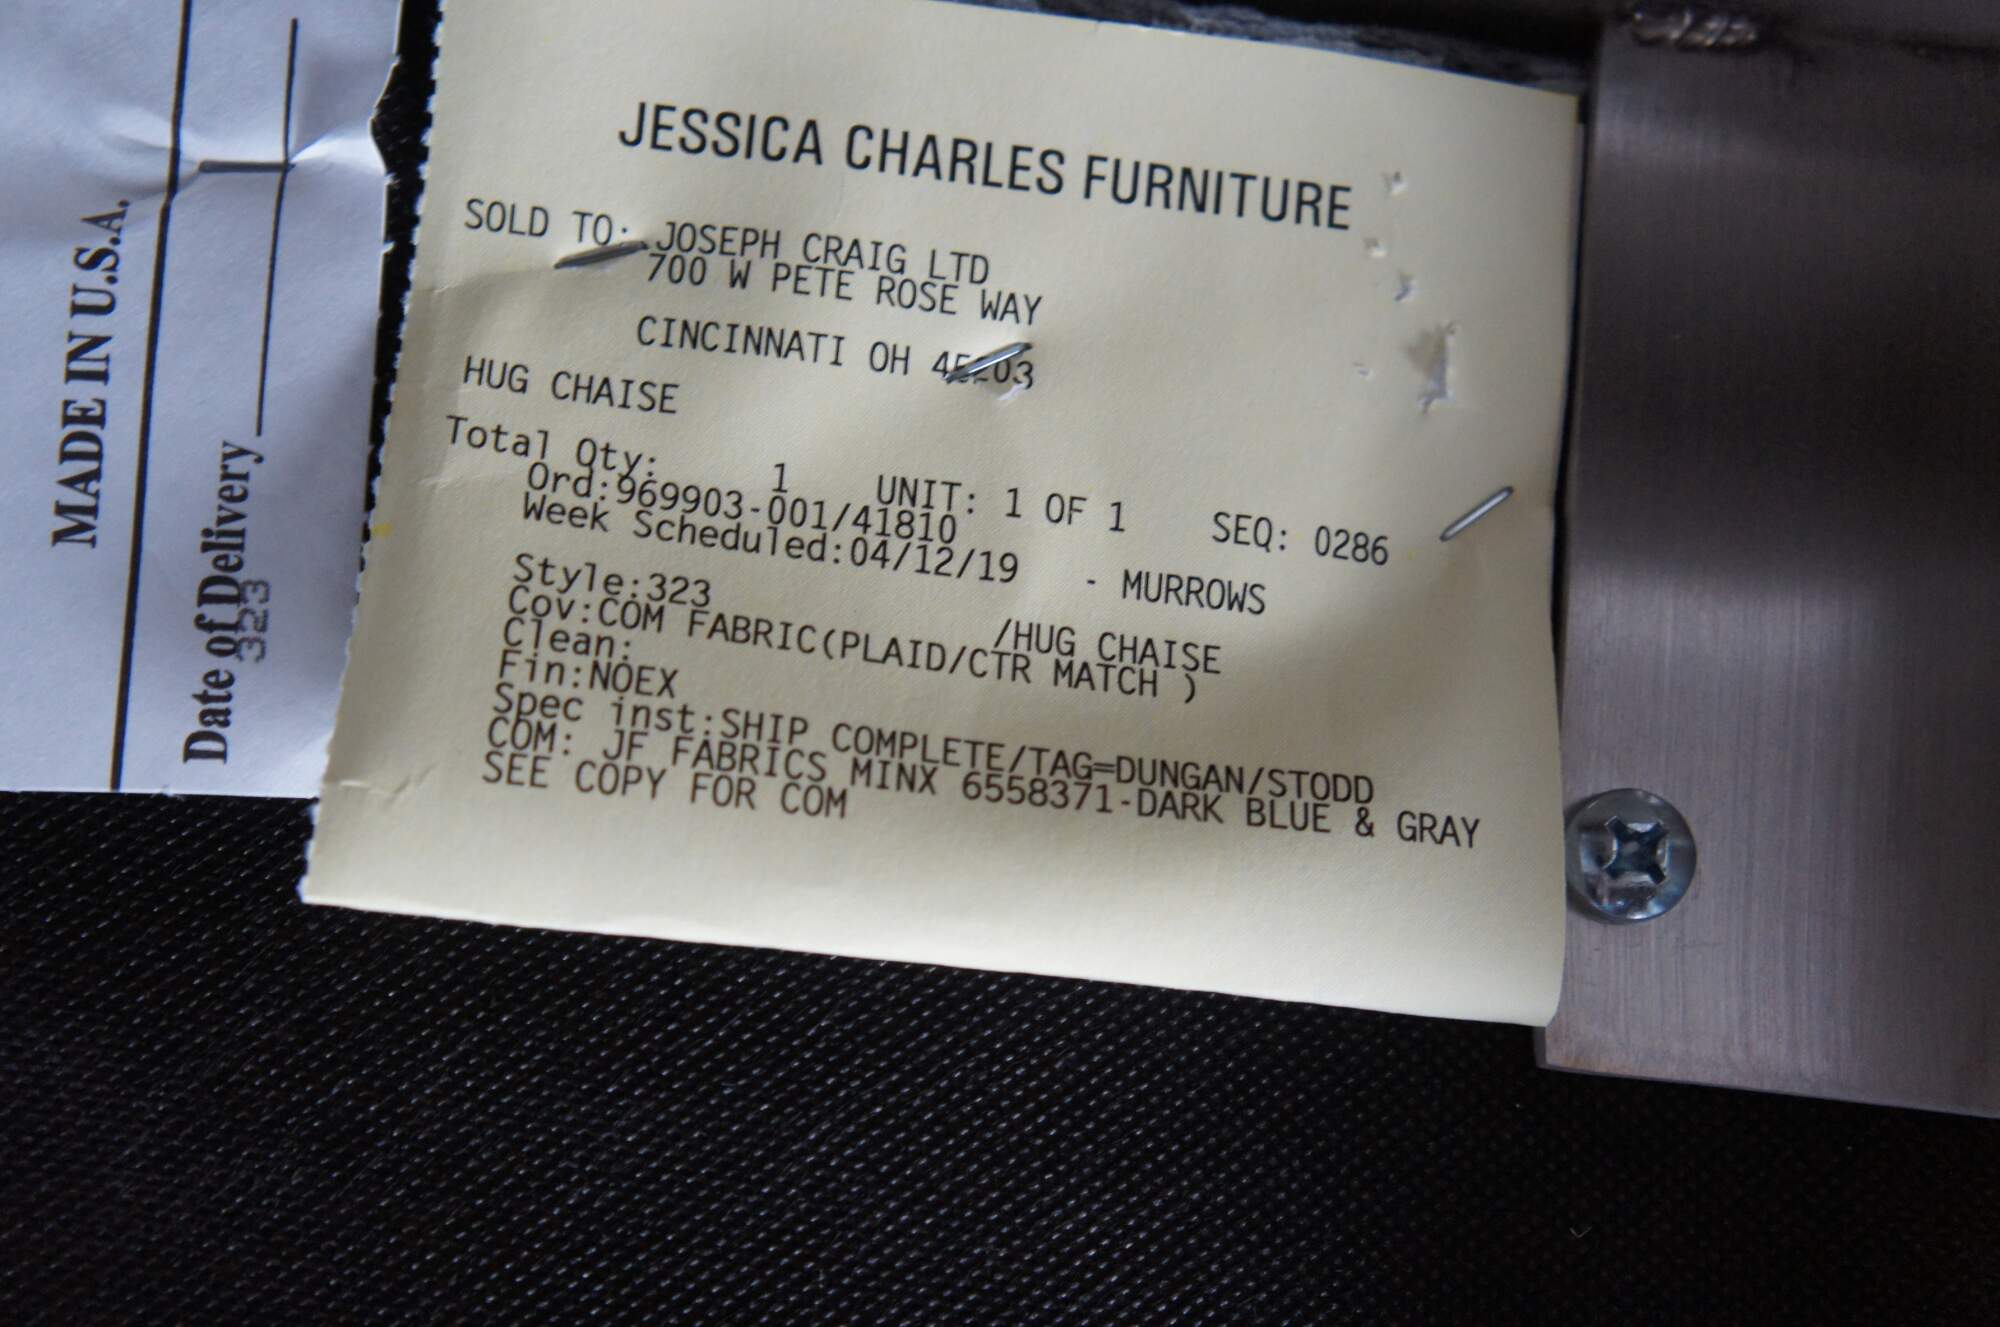 MADE IN U.S.A.
Date of Delivery
323
JESSICA CHARLES FURNITURE
SOLD TO: JOSEPH CRAIG LTD
700 W PETE ROSE WAY
CINCINNATI OH
HUG CHAISE
Total Qty: 1 UNIT: 1 OF 1 SEQ: 0286
Ord:969903-001/41810
Week Scheduled:04/12/19 - MURROWS
Style:323 /HUG CHAISE
Cov:COM FABRIC(PLAID/CTR MATCH )
Clean:
Fin:NOEX
Spec inst:SHIP COMPLETE/TAG=DUNGAN/STODD
COM: JF FABRICS MINX 6558371-DARK BLUE & GRAY
SEE COPY FOR COM